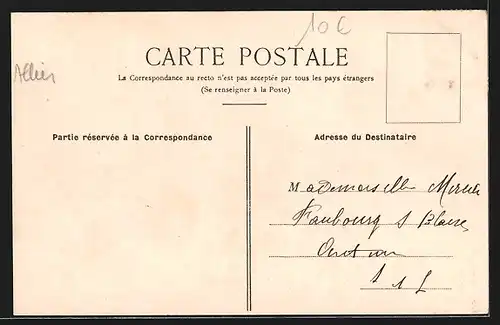 10€
Allier
CARTE POSTALE
La Correspondance au recto n'est pas acceptée par tous les pays étrangers
(Se renseigner à la Poste)
Partie réservée à la Correspondance
Adresse du Destinataire
Mademoiselle
Faubourg S Blaise
S L